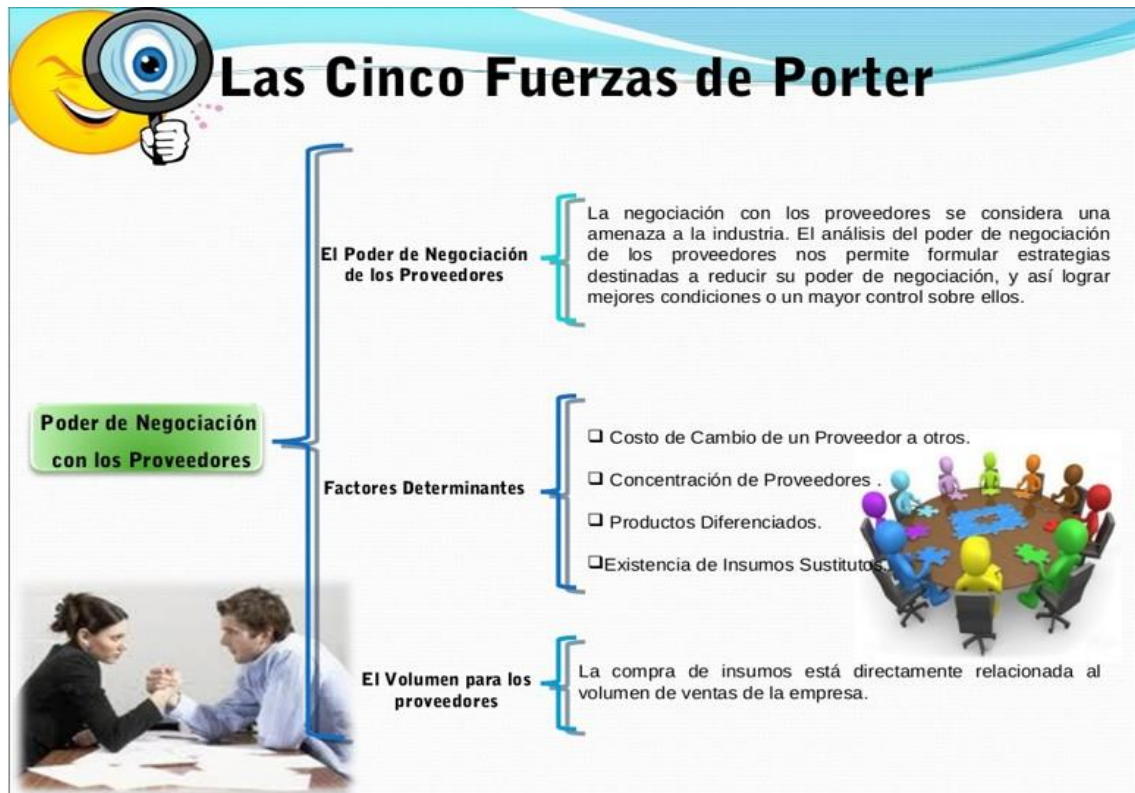 Las Cinco Fuerzas de Porter
El Poder de Negociación
de los Proveedores
La negociación con los proveedores se considera una
amenaza a la industria. El análisis del poder de negociación
de los proveedores nos permite formular estrategias
destinadas a reducir su poder de negociación, y así lograr
mejores condiciones o un mayor control sobre ellos.
Poder de Negociación
con los Proveedores
Factores Determinantes
❑ Costo de Cambio de un Proveedor a otros.
❑ Concentración de Proveedores .
❑ Productos Diferenciados.
❑Existencia de Insumos Sustitutos.
El Volumen para los
proveedores
La compra de insumos está directamente relacionada al
volumen de ventas de la empresa.